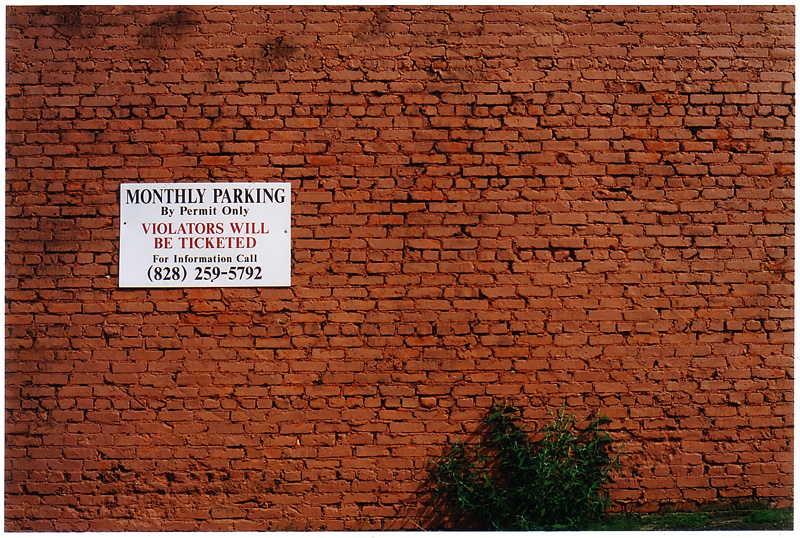 MONTHLY PARKING
By Permit Only
VIOLATORS WILL
BE TICKETED
For Information Call
(828) 259-5792